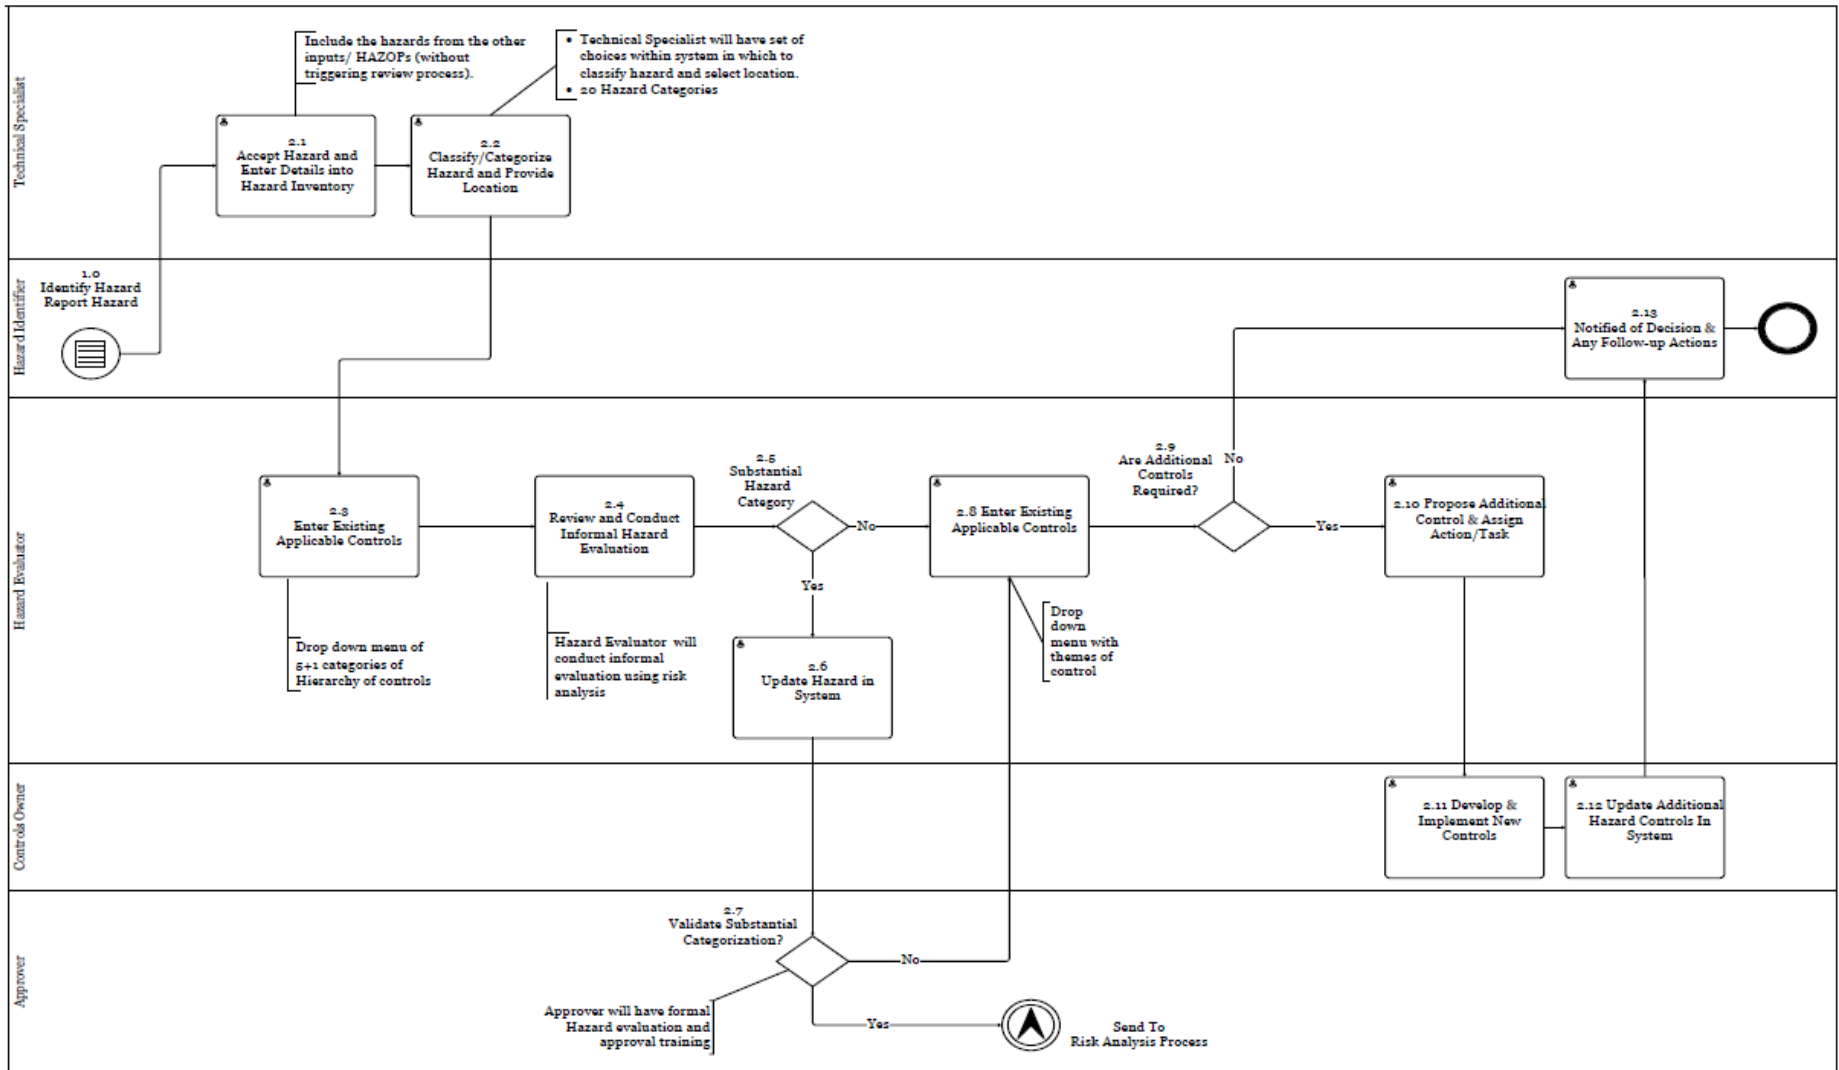 Technical Specialist
Include the hazards from the other
inputs/ HAZOPs (without
triggering review process).
• Technical Specialist will have set of
choices within system in which to
classify hazard and select location.
• 20 Hazard Categories
2.1
Accept Hazard and
Enter Details into
Hazard Inventory
2.2
Classify/Categorize
Hazard and Provide
Location
Hazard Identifier
1.0
Identify Hazard
Report Hazard
2.13
Notified of Decision &
Any Follow-up Actions
Hazard Evaluator
2.3
Enter Existing
Applicable Controls
Drop down menu of
5+1 categories of
Hierarchy of controls
2.4
Review and Conduct
Informal Hazard
Evaluation
Hazard Evaluator will
conduct informal
evaluation using risk
analysis
2.5
Substantial
Hazard
Category
No
Yes
2.6
Update Hazard in
System
2.8 Enter Existing
Applicable Controls
Drop
down
menu with
themes of
control
2.9
Are Additional
Controls
Required?
No
Yes
2.10 Propose Additional
Control & Assign
Action/Task
Controls Owner
2.11 Develop &
Implement New
Controls
2.12 Update Additional
Hazard Controls In
System
Approver
2.7
Validate Substantial
Categorization?
No
Yes
Approver will have formal
Hazard evaluation and
approval training
Send To
Risk Analysis Process